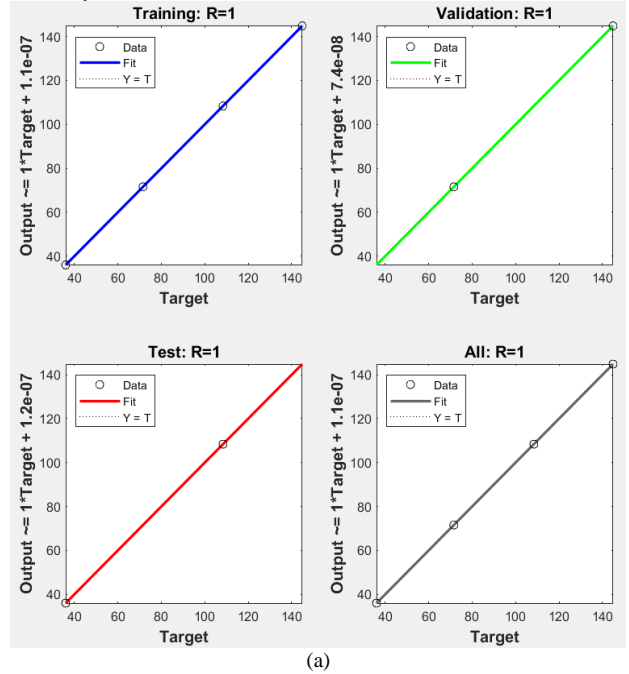 Training: R=1
Output ~= 1*Target + 1.1e-07
140
120
100
80
60
40
Data
Fit
Y = T
40 60 80 100 120 140
Target
Validation: R=1
Output ~= 1*Target + 7.4e-08
140
120
100
80
60
40
Data
Fit
Y = T
40 60 80 100 120 140
Target
Test: R=1
Output ~= 1*Target + 1.2e-07
140
120
100
80
60
40
Data
Fit
Y = T
40 60 80 100 120 140
Target
All: R=1
Output ~= 1*Target + 1.1e-07
140
120
100
80
60
40
Data
Fit
Y = T
40 60 80 100 120 140
Target
(a)